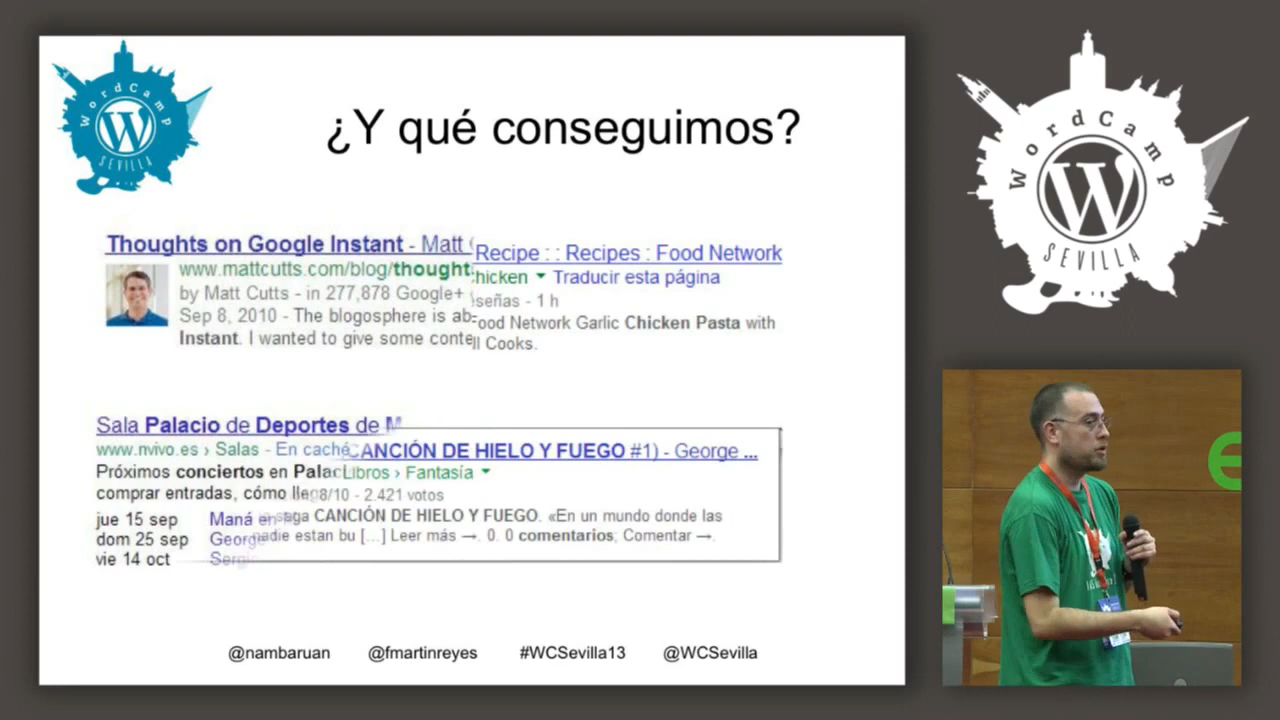 WordCamp
SEVILLA
¿Y qué conseguimos?
Thoughts on Google Instant - Matt
www.mattcutts.com/blog/thought
by Matt Cutts - in 277,878 Google+
Sep 8, 2010 - The blogosphere is ab
Instant. I wanted to give some conte
Recipe : : Recipes : Food Network
hicken Traducir esta página
señas - 1 h
ood Network Garlic Chicken Pasta with
ll Cooks.
Sala Palacio de Deportes de M
www.nvivo.es › Salas - En caché
Próximos conciertos en Palac
comprar entradas, cómo lle
jue 15 sep Maná en
dom 25 sep George
vie 14 oct Sergi
CANCIÓN DE HIELO Y FUEGO #1) - George ...
Libros › Fantasía
8/10 - 2.421 votos
saga CANCIÓN DE HIELO Y FUEGO. «En un mundo donde las
nadie estan bu […] Leer más →. 0. 0 comentarios; Comentar →.
@nambaruan @fmartinreyes #WCSevilla13 @WCSevilla
WordCamp
SEVILLA